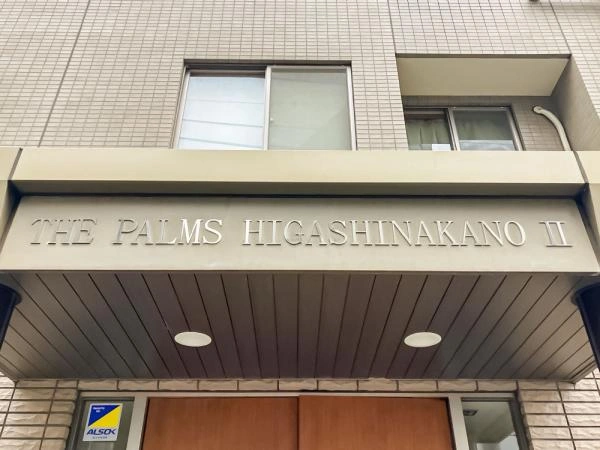 THE PALMS HIGASHINAKANO Ⅱ
ALSOK